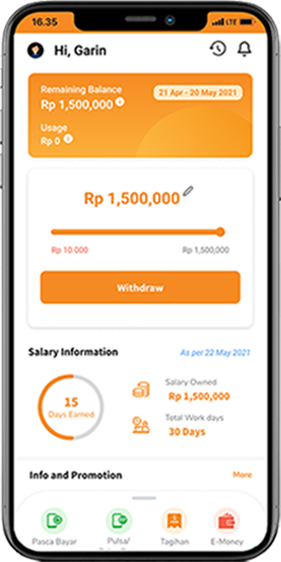 16.35
LTE
Hi, Garin
Remaining Balance
21 Apr - 20 May 2021
Rp 1,500,000
Usage
Rp 0
Rp 1,500,000
Rp 10.000
Rp 1,500,000
Withdraw
Salary Information
As per 22 May 2021
15
Days Earned
Salary Owned
Rp 1,500,000
Total Work days
30 Days
Info and Promotion
More
Pasca Bayar
Pulsa/
Tagihan
E-Money